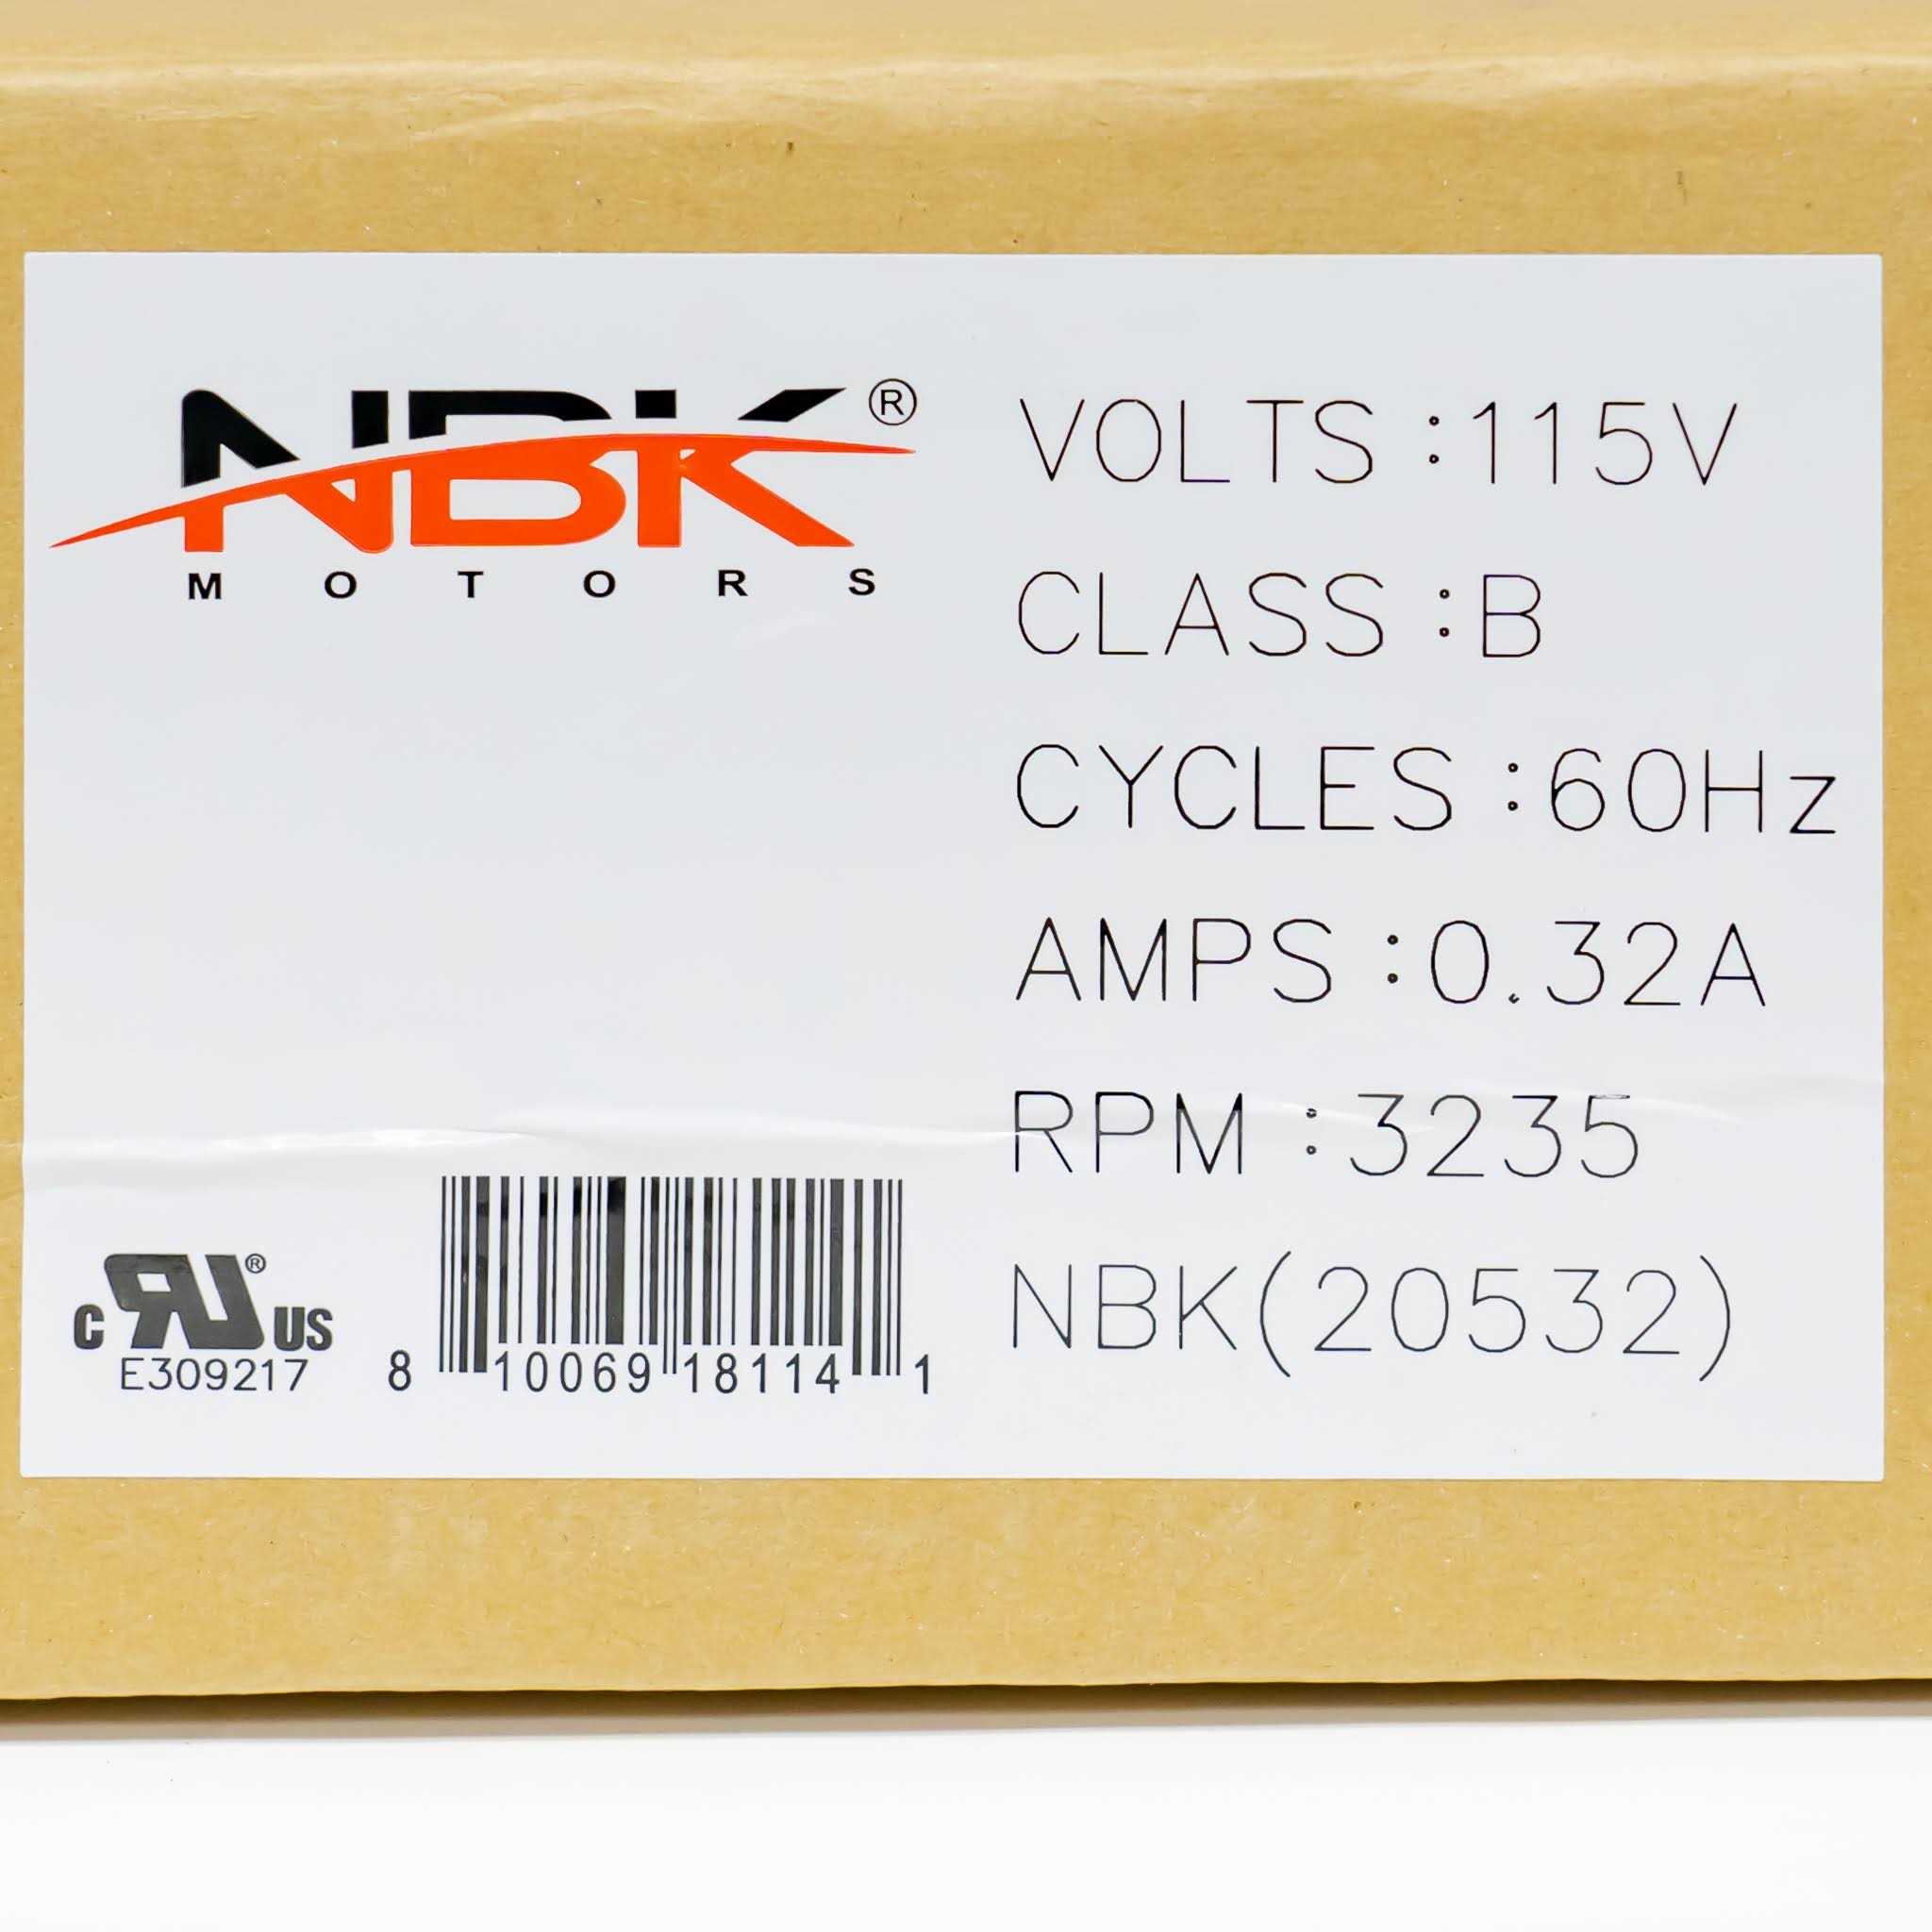 NBK®
MOTORS
VOLTS :115V
CLASS :B
CYCLES :60Hz
AMPS :0.32A
RPM :3235
NBK(20532)
C RU® US
E309217
8 10069 18114 1